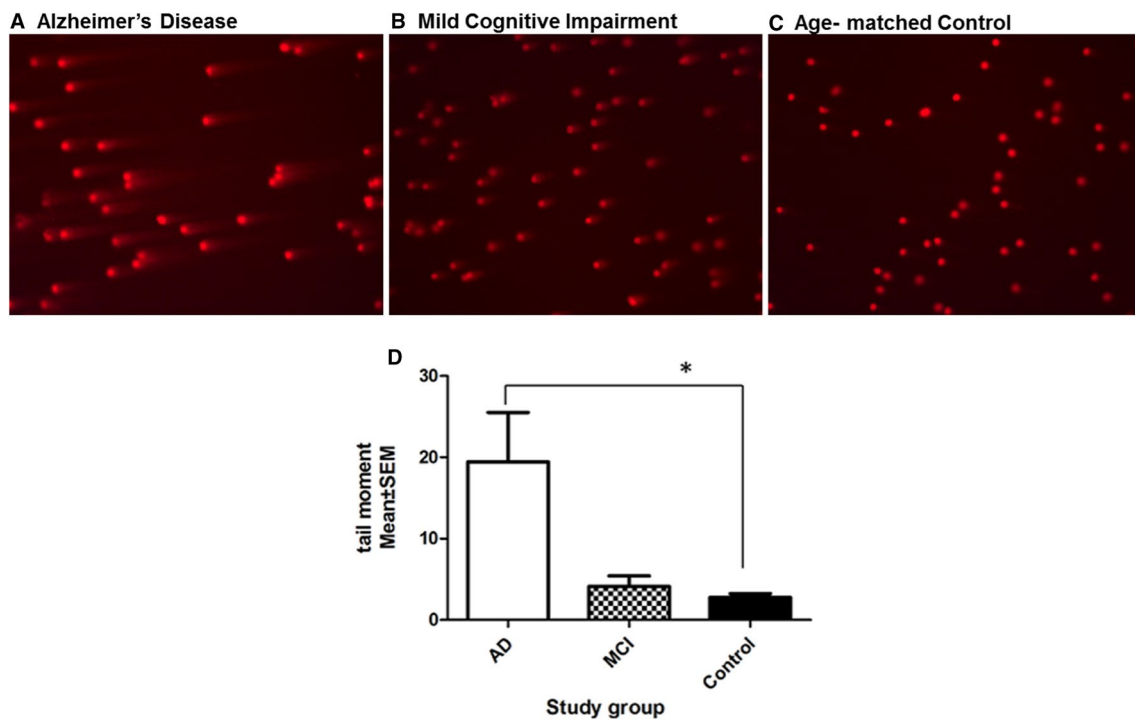 A Alzheimer's Disease
B Mild Cognitive Impairment
C Age- matched Control
D
*
30
20
10
0
tail moment
Mean±SEM
AD
MCI
Control
Study group